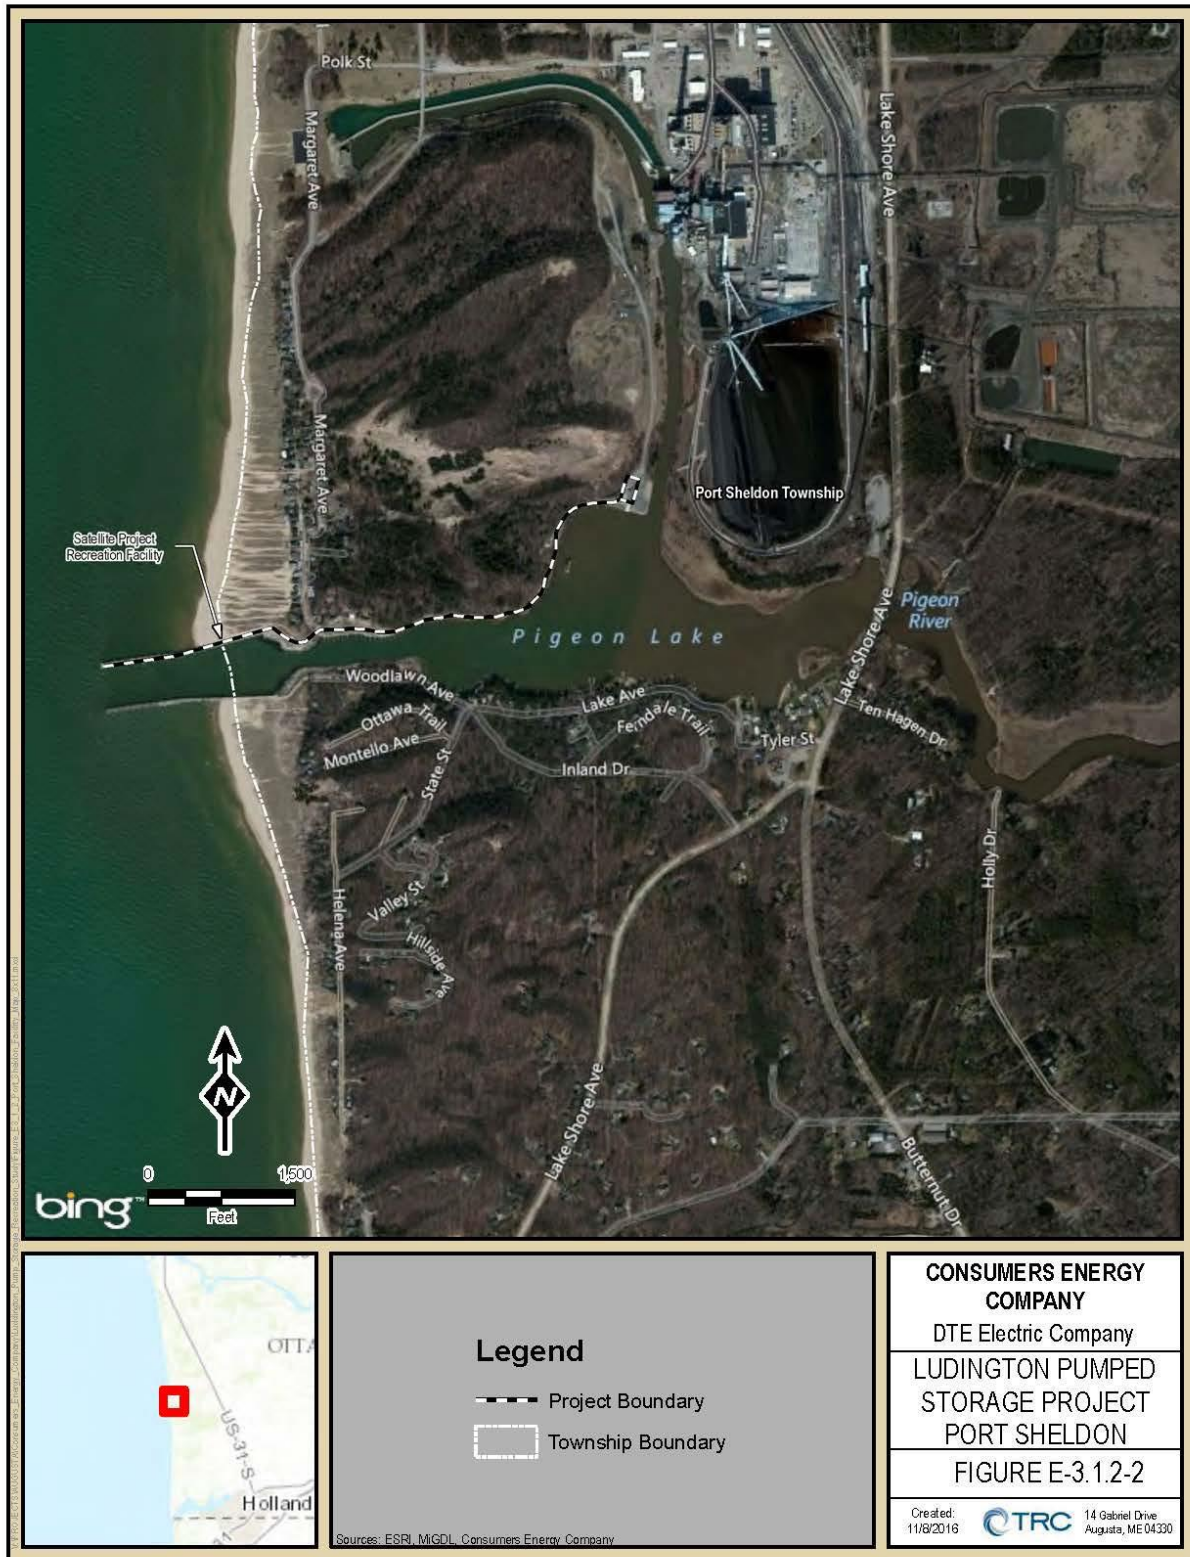 Polk St
Margaret Ave
Lake Shore Ave
Margaret Ave
Port Sheldon Township
Satellite Project
Recreation Facility
Pigeon Lake
Pigeon
River
Lake Shore Ave
Woodlawn Ave
Ottawa Trail
Montello Ave
State St
Lake Ave
Ferndale Trail
Tyler St
Ten Hagen Dr
Inland Dr
Holly Dr
Helena Ave
Valley St
Hillside Ave
Lake Shore Ave
Butternut Dr
N
0 1,500
Feet
bing™
OTTA
US-31-S
Holland
31
Legend
Project Boundary
Township Boundary
Sources: ESRI, MiGDL, Consumers Energy Company
CONSUMERS ENERGY
COMPANY
DTE Electric Company
LUDINGTON PUMPED
STORAGE PROJECT
PORT SHELDON
FIGURE E-3.1.2-2
Created:
11/8/2016
TRC
14 Gabriel Drive
Augusta, ME 04330